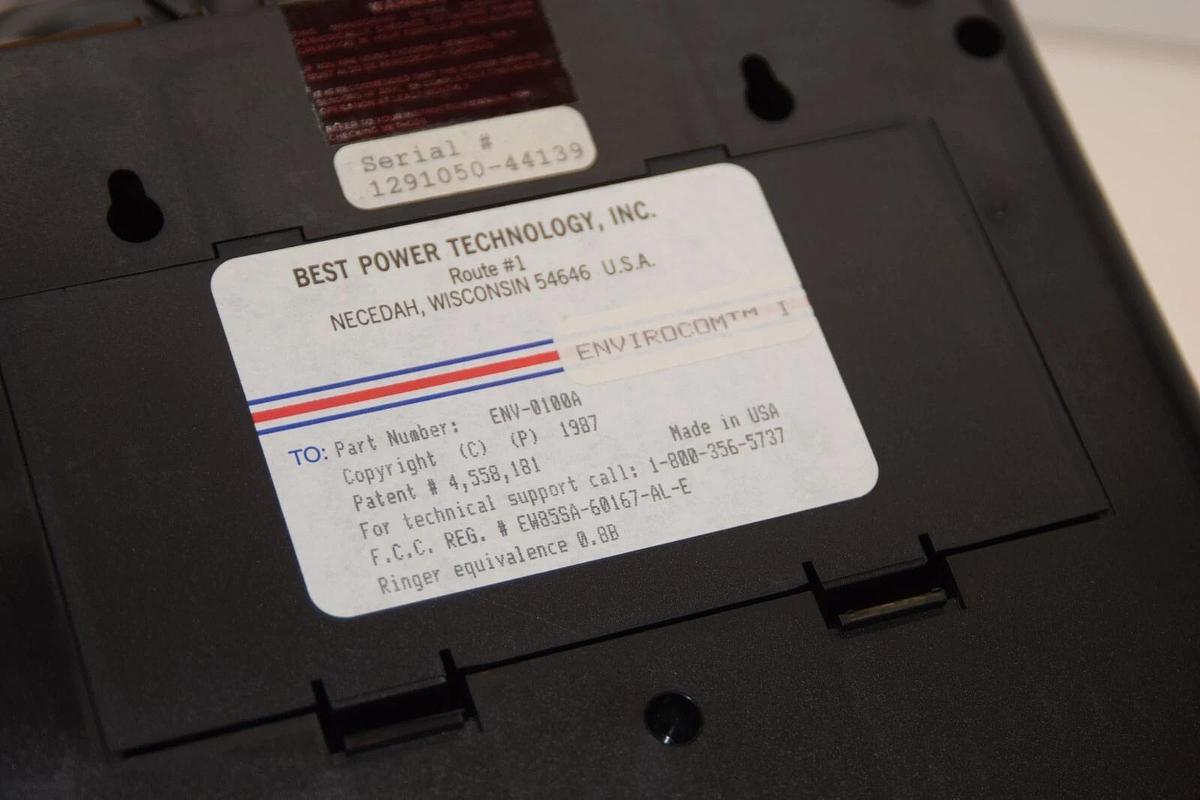 CHECKING METHOD.
Serial #
1291050-44139
BEST POWER TECHNOLOGY, INC.
Route #1
NECEDAH, WISCONSIN 54646 U.S.A.
ENVIROCOM™ I
TO: Part Number: ENV-0100A
Copyright (C) (P) 1987
Patent # 4,558,181 Made in USA
For technical support call: 1-800-356-5737
F.C.C. REG. # EW85SA-60167-AL-E
Ringer equivalence 0.8B